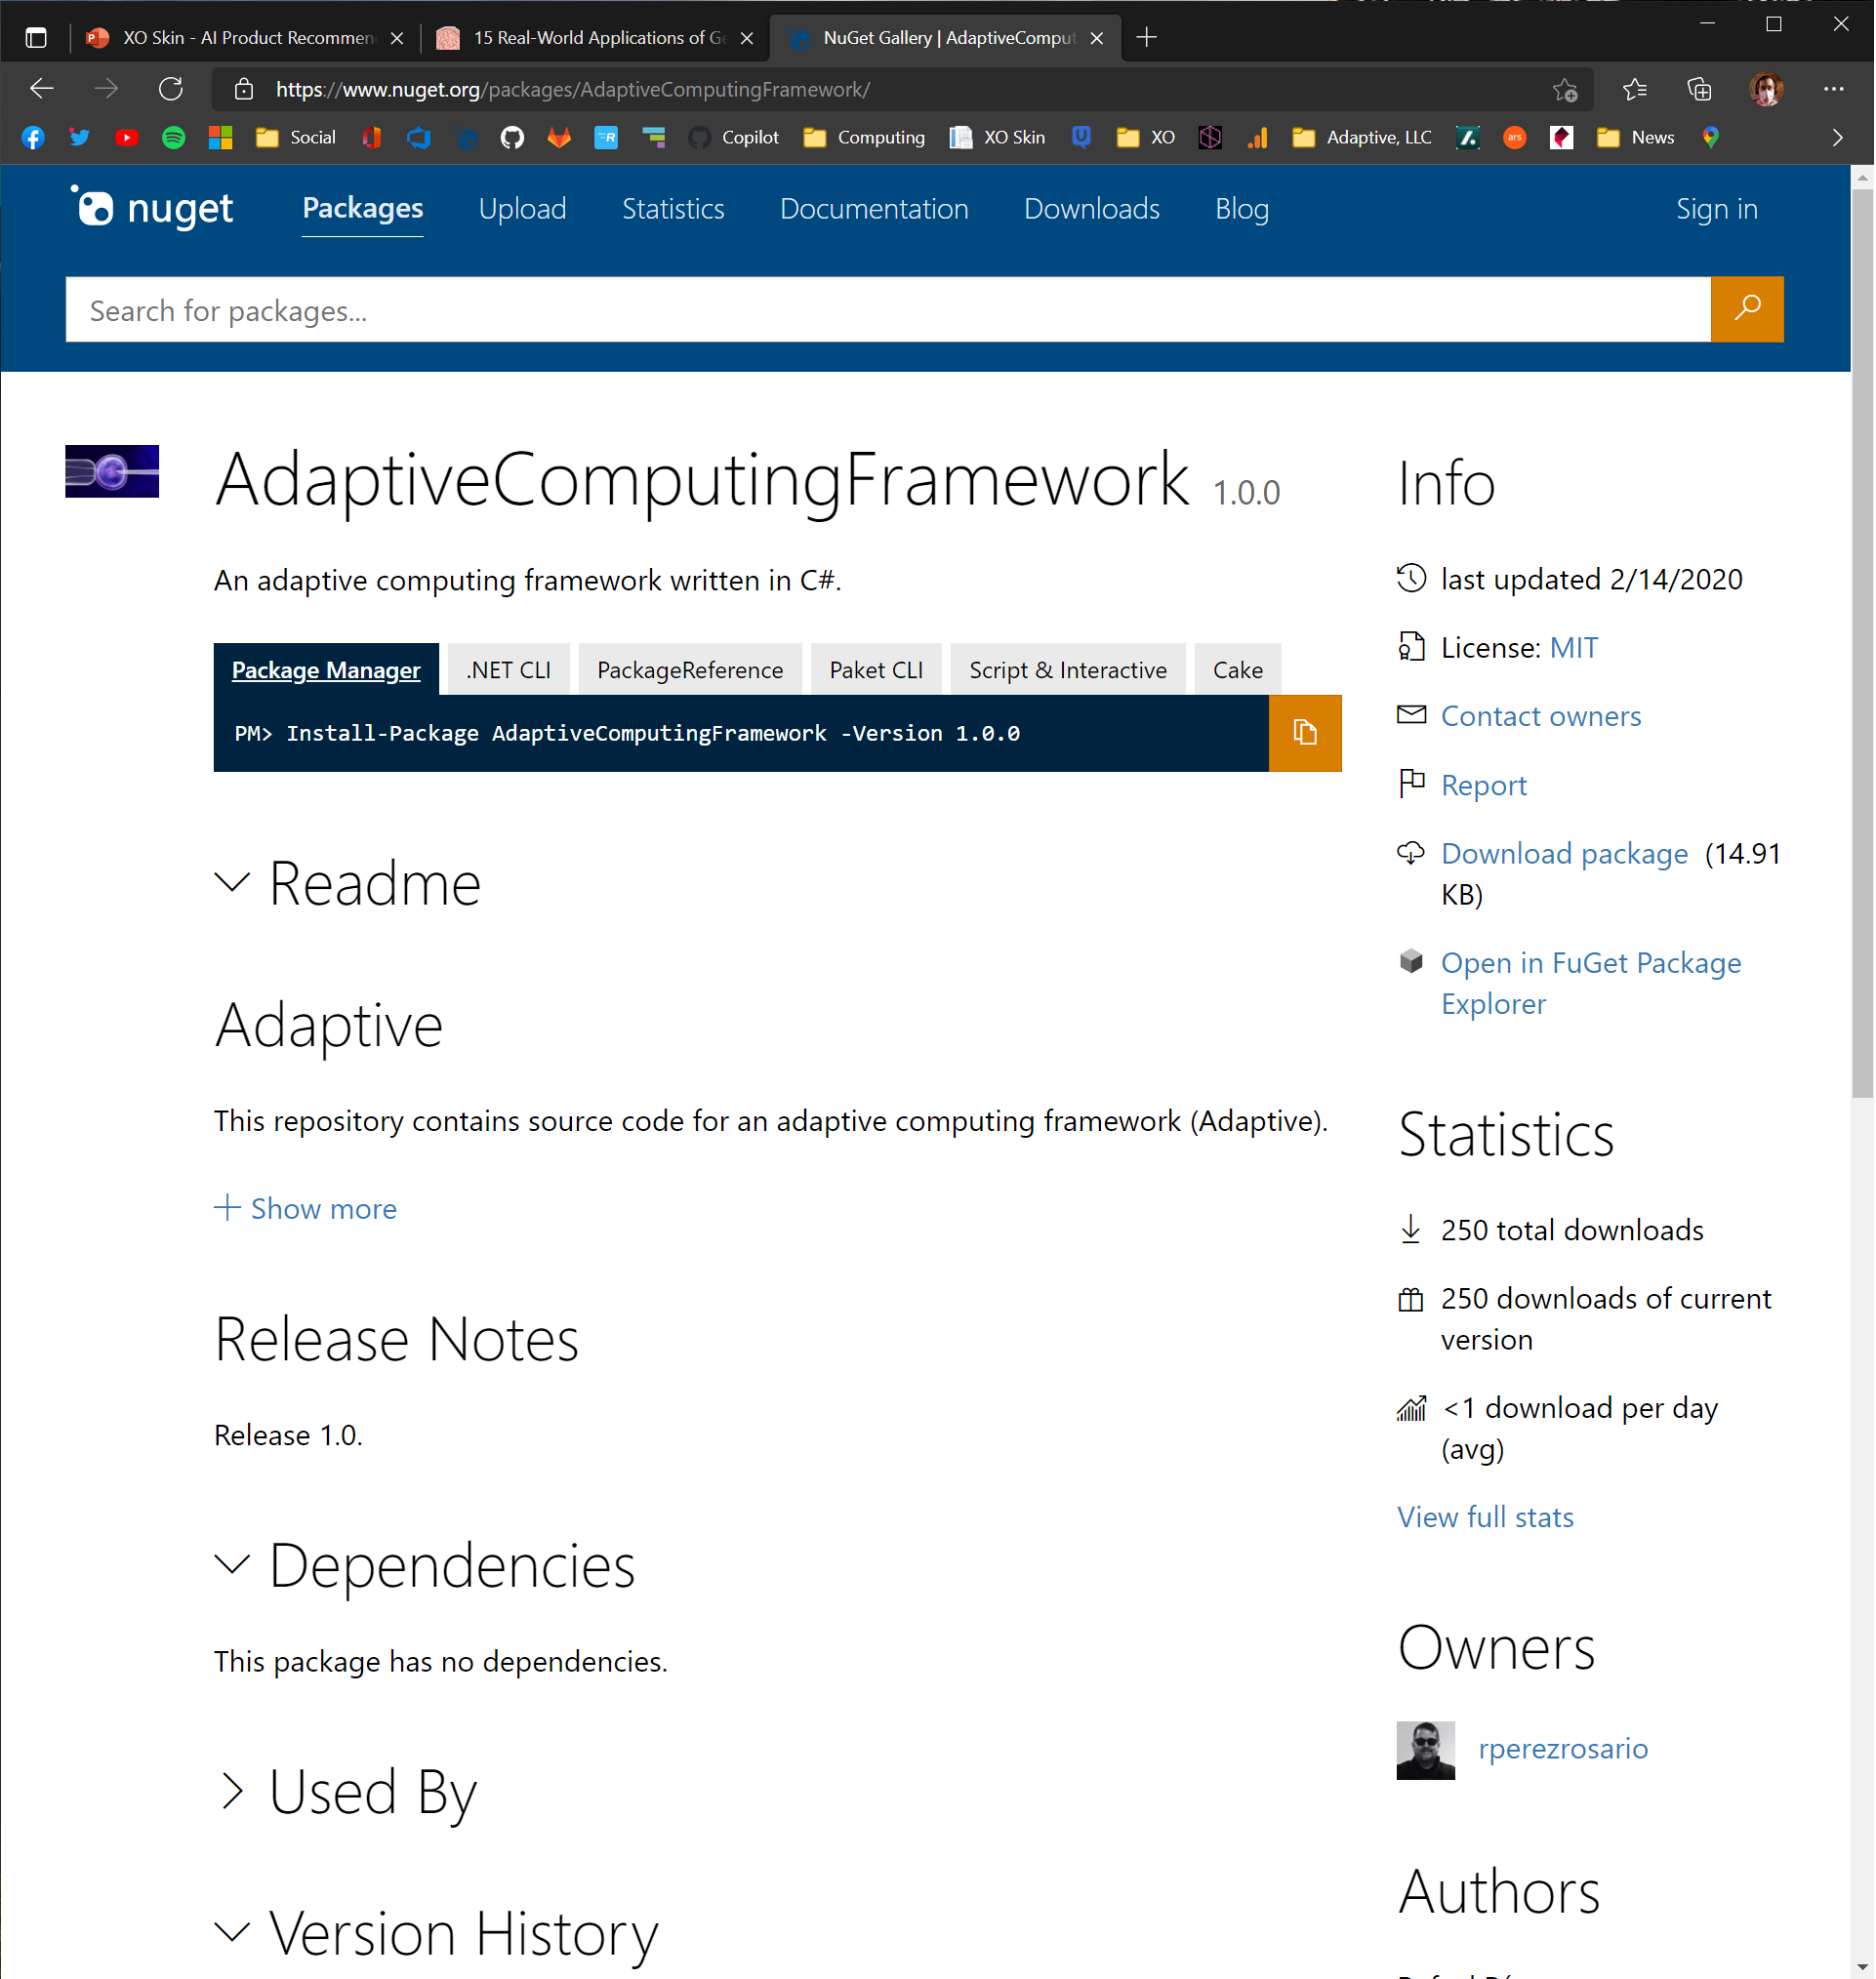 XO Skin - AI Product Recommen
15 Real-World Applications of Ge
NuGet Gallery | AdaptiveComput
https://www.nuget.org/packages/AdaptiveComputingFramework/
Social
Copilot
Computing
XO Skin
XO
ars
Adaptive, LLC
News
nuget
Packages
Upload
Statistics
Documentation
Downloads
Blog
Sign in
Search for packages...
AdaptiveComputingFramework 1.0.0
An adaptive computing framework written in C#.
Package Manager
.NET CLI
PackageReference
Paket CLI
Script & Interactive
Cake
PM> Install-Package AdaptiveComputingFramework -Version 1.0.0
Readme
Adaptive
This repository contains source code for an adaptive computing framework (Adaptive).
Show more
Release Notes
Release 1.0.
Dependencies
This package has no dependencies.
Used By
Version History
Info
last updated 2/14/2020
License: MIT
Contact owners
Report
Download package (14.91
KB)
Open in FuGet Package
Explorer
Statistics
250 total downloads
250 downloads of current
version
<1 download per day
(avg)
View full stats
Owners
rperezrosario
Authors